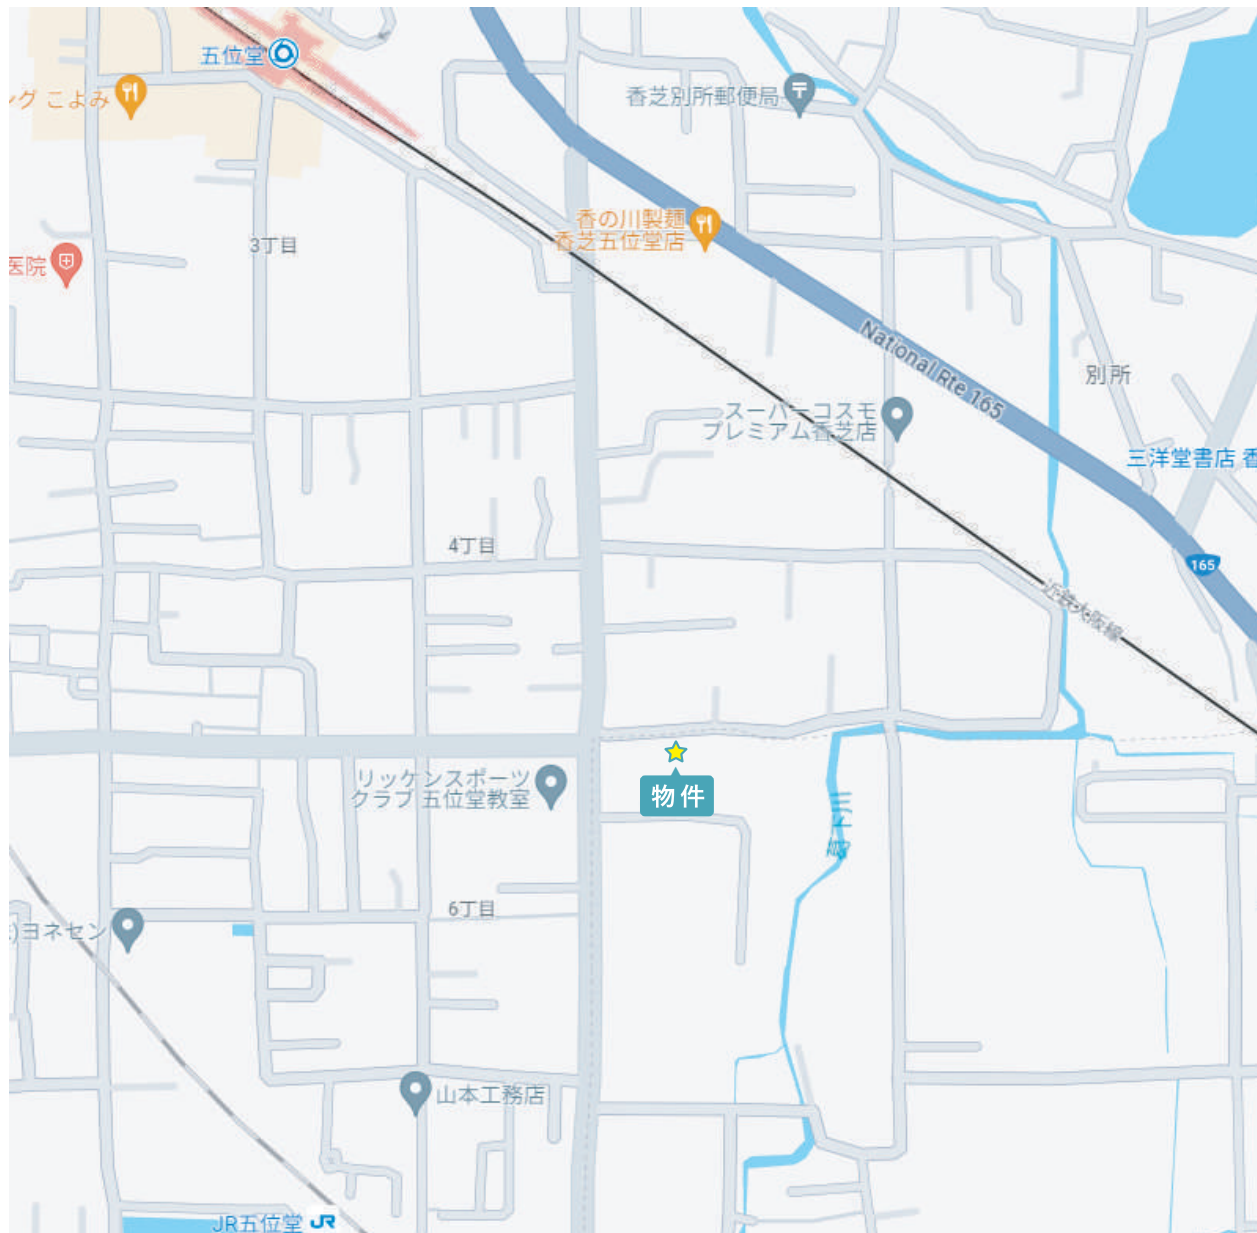 五位堂
ング こよみ
香芝別所郵便局
香の川製麺
香芝五位堂店
3丁目
医院
National Rte 165
別所
スーパーコスモ
プレミアム香芝店
三洋堂書店 香
4丁目
165
近鉄大阪線
物件
リッケンスポーツ
クラブ 五位堂教室
葛下川
6丁目
)ヨネセン
山本工務店
JR五位堂 JR